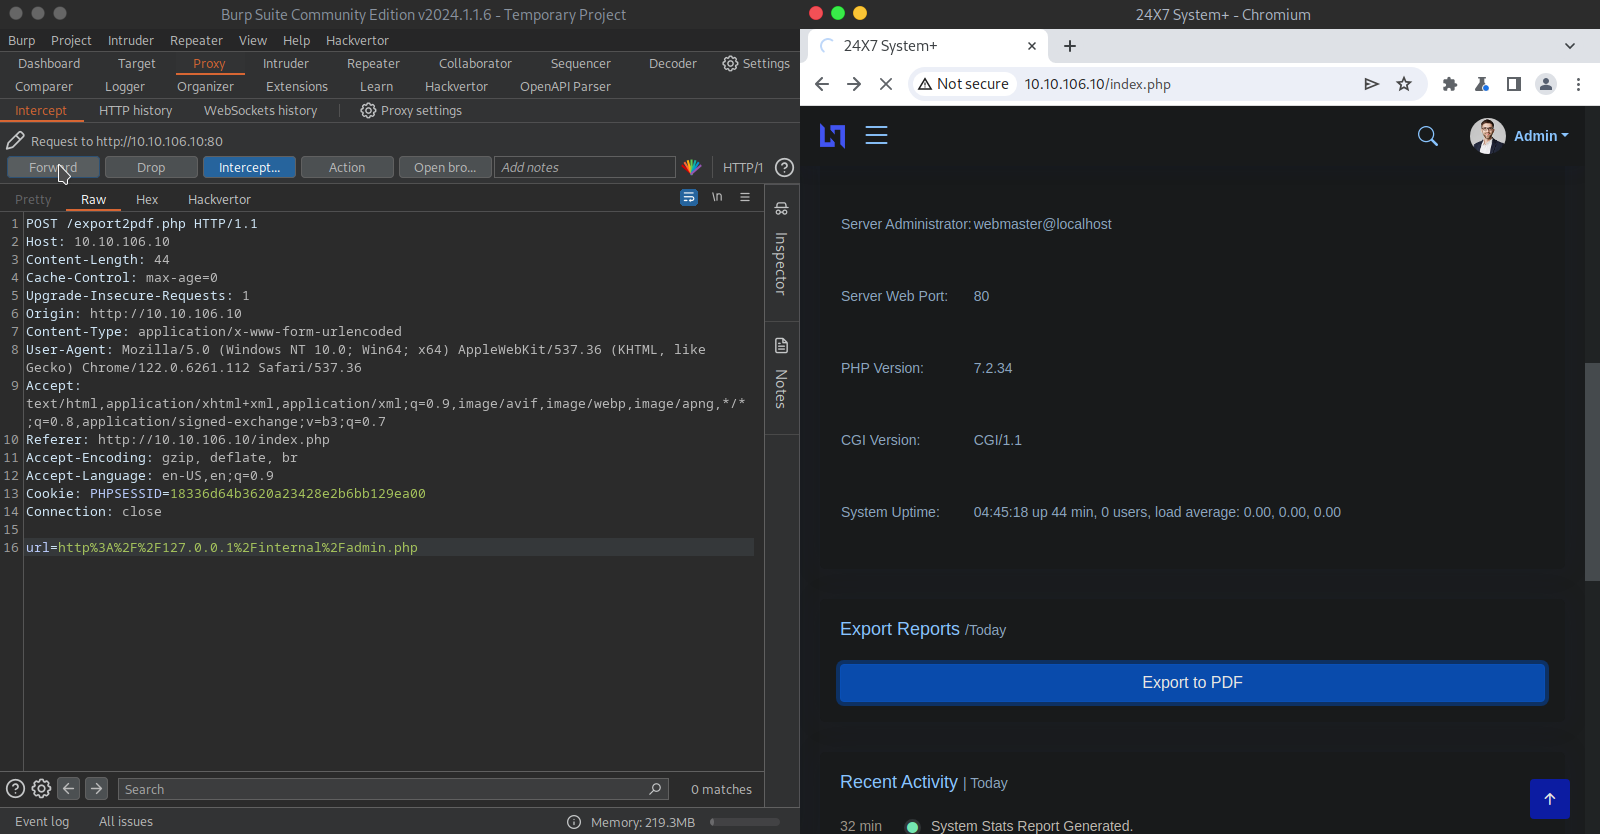 Burp Suite Community Edition v2024.1.1.6 - Temporary Project
Burp Project Intruder Repeater View Help Hackvertor
Dashboard Target Proxy Intruder Repeater Collaborator Sequencer Decoder Settings
Comparer Logger Organizer Extensions Learn Hackvertor OpenAPI Parser
Intercept HTTP history WebSockets history Proxy settings
Request to http://10.10.106.10:80
Forward Drop Intercept... Action Open bro... Add notes HTTP/1 ?
Pretty Raw Hex Hackvertor \n
1 POST /export2pdf.php HTTP/1.1
2 Host: 10.10.106.10
3 Content-Length: 44
4 Cache-Control: max-age=0
5 Upgrade-Insecure-Requests: 1
6 Origin: http://10.10.106.10
7 Content-Type: application/x-www-form-urlencoded
8 User-Agent: Mozilla/5.0 (Windows NT 10.0; Win64; x64) AppleWebKit/537.36 (KHTML, like
Gecko) Chrome/122.0.6261.112 Safari/537.36
9 Accept:
text/html,application/xhtml+xml,application/xml;q=0.9,image/avif,image/webp,image/apng,*/*
;q=0.8,application/signed-exchange;v=b3;q=0.7
10 Referer: http://10.10.106.10/index.php
11 Accept-Encoding: gzip, deflate, br
12 Accept-Language: en-US,en;q=0.9
13 Cookie: PHPSESSID=18336d64b3620a23428e2b6bb129ea00
14 Connection: close
15
16 url=http%3A%2F%2F127.0.0.1%2Finternal%2Fadmin.php
Inspector
Notes
? Search 0 matches
Event log All issues Memory: 219.3MB
24X7 System+ - Chromium
24X7 System+
Not secure 10.10.106.10/index.php
Admin
Server Administrator: webmaster@localhost
Server Web Port: 80
PHP Version: 7.2.34
CGI Version: CGI/1.1
System Uptime: 04:45:18 up 44 min, 0 users, load average: 0.00, 0.00, 0.00
Export Reports /Today
Export to PDF
Recent Activity | Today
32 min System Stats Report Generated.